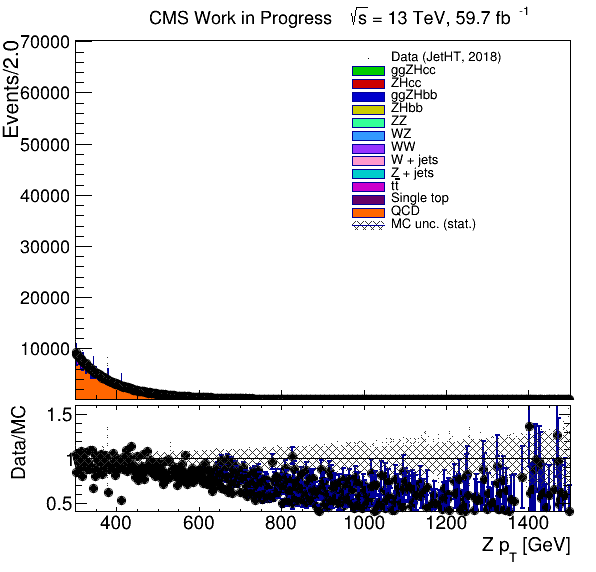 CMS Work in Progress √s = 13 TeV, 59.7 fb⁻¹
Events/2.0
70000
60000
50000
40000
30000
20000
10000
Data (JetHT, 2018)
ggZHcc
ZHcc
ggZHbb
ZHbb
ZZ
WZ
WW
W + jets
Z + jets
tt̄
Single top
QCD
MC unc. (stat.)
Data/MC
1.5
1
0.5
400 600 800 1000 1200 1400
Z p_T [GeV]